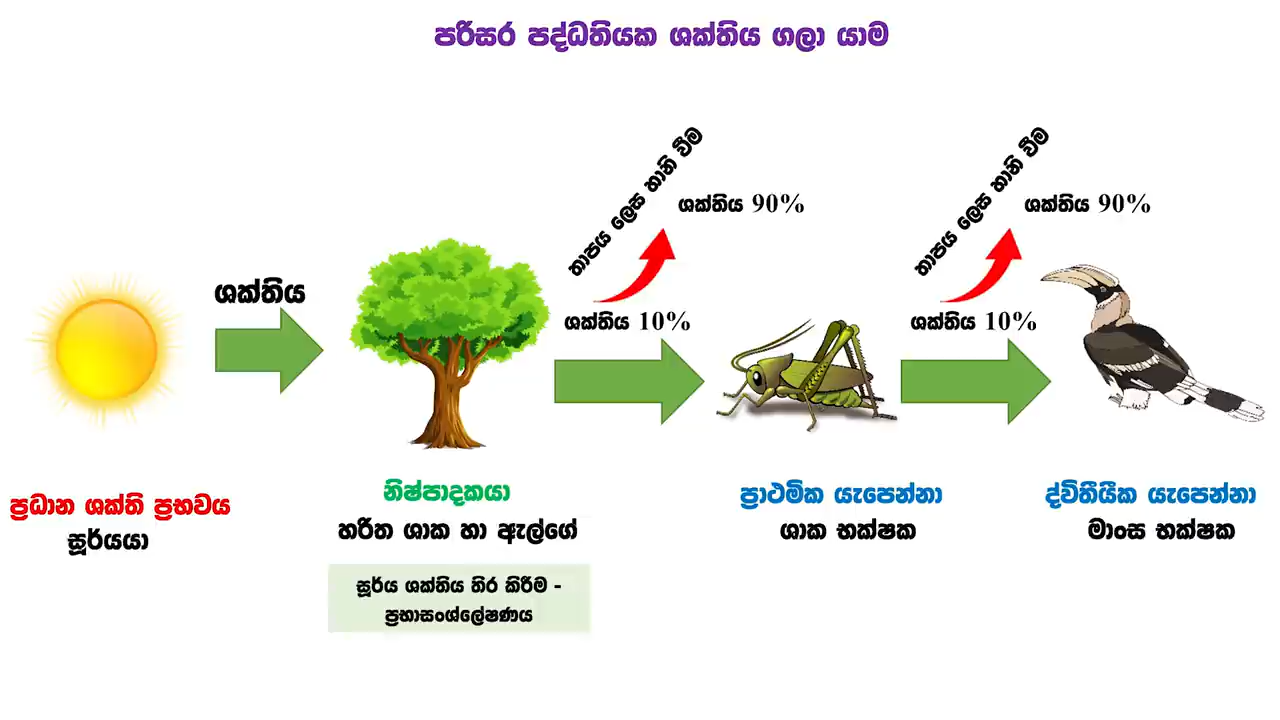 පරිසර පද්ධතියක ශක්තිය ගලා යාම
තාපය ලෙස හානි වීම
ශක්තිය 90%
තාපය ලෙස හානි වීම
ශක්තිය 90%
ශක්තිය
ශක්තිය 10%
ශක්තිය 10%
ප්‍රධාන ශක්ති ප්‍රභවය
සූර්යයා
නිෂ්පාදකයා
හරිත ශාක හා ඇල්ගේ
සූර්ය ශක්තිය තිර කිරීම -
ප්‍රභාසංශ්ලේෂණය
ප්‍රාථමික යැපෙන්නා
ශාක භක්ෂක
ද්විතීයීක යැපෙන්නා
මාංස භක්ෂක